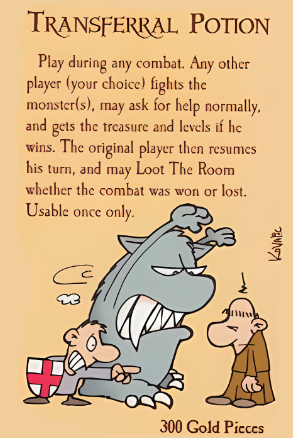 Transferral Potion
Play during any combat. Any other
player (your choice) fights the
monster(s), may ask for help normally,
and gets the treasure and levels if he
wins. The original player then resumes
his turn, and may Loot The Room
whether the combat was won or lost.
Usable once only.
Kovalic
300 Gold Pieces